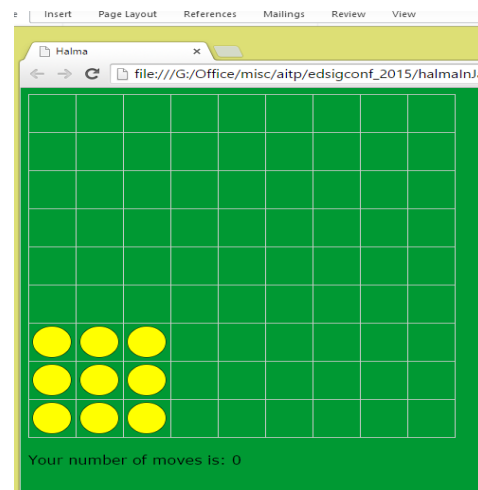 e Insert Page Layout References Mailings Review View
Halma ×
file:///G:/Office/misc/aitp/edsigconf_2015/halmaInJ
Your number of moves is: 0